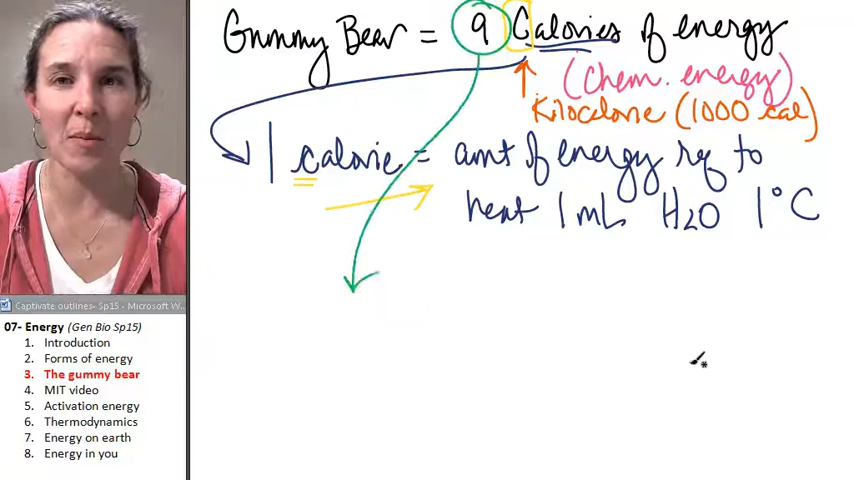 Gummy Bear = 9 Calories of energy
(Chem. energy)
Kilocalorie (1000 cal)
1 calorie = amt of energy rq to
heat 1 mL H2O 1°C
Captivate outlines- Sp15 - Microsoft W...
07- Energy (Gen Bio Sp15)
1. Introduction
2. Forms of energy
3. The gummy bear
4. MIT video
5. Activation energy
6. Thermodynamics
7. Energy on earth
8. Energy in you